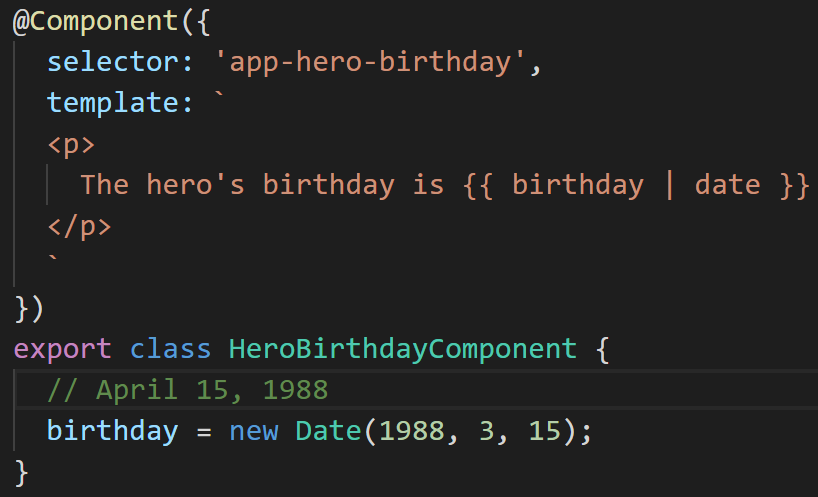 @Component({
  selector: 'app-hero-birthday',
  template: `
  <p>
    The hero's birthday is {{ birthday | date }}
  </p>
  `
})
export class HeroBirthdayComponent {
  // April 15, 1988
  birthday = new Date(1988, 3, 15);
}